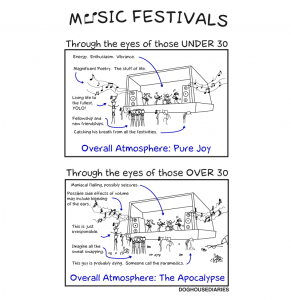 MUSIC FESTIVALS
Through the eyes of those UNDER 30
Energy. Enthusiasm. Vibrance.
Magnificent Poetry. The stuff of life.
Living life to
the fullest.
YOLO!
Fellowship and
new friendships.
Catching his breath from all the festivities.
Overall Atmosphere: Pure Joy
Through the eyes of those OVER 30
Maniacal flailing, possibly seizures.
Possible side effects of volume
may include bleeding
of the ears.
This is just
irresponsible.
Imagine all the
sweat swapping.
This guy is probably dying. Someone call the paramedics.
Overall Atmosphere: The Apocalypse
DOGHOUSEDIARIES